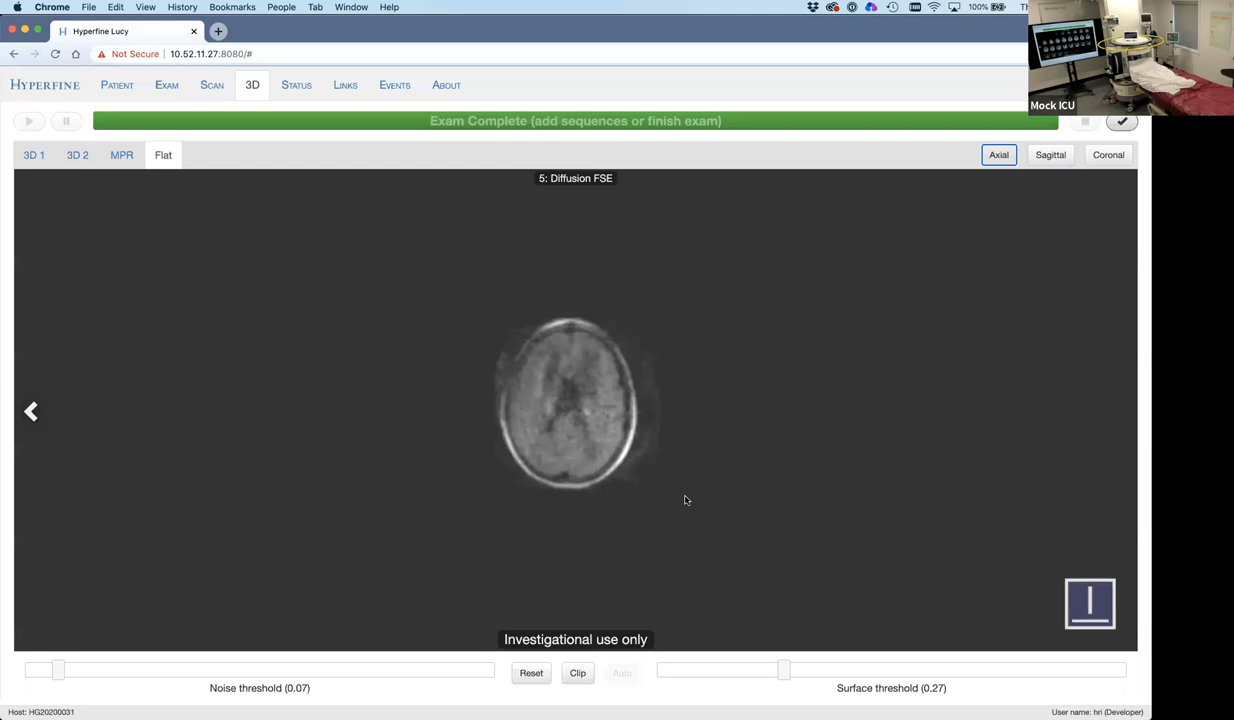 Chrome File Edit View History Bookmarks People Tab Window Help 100% Th
Hyperfine Lucy
Not Secure 10.52.11.27:8080/#
HYPERFINE PATIENT EXAM SCAN 3D STATUS LINKS EVENTS ABOUT
Mock ICU
Exam Complete (add sequences or finish exam)
3D 1 3D 2 MPR Flat Axial Sagittal Coronal
5: Diffusion FSE
I
Investigational use only
Reset Clip Auto
Noise threshold (0.07) Surface threshold (0.27)
Host: HG20200031 User name: hri (Developer)